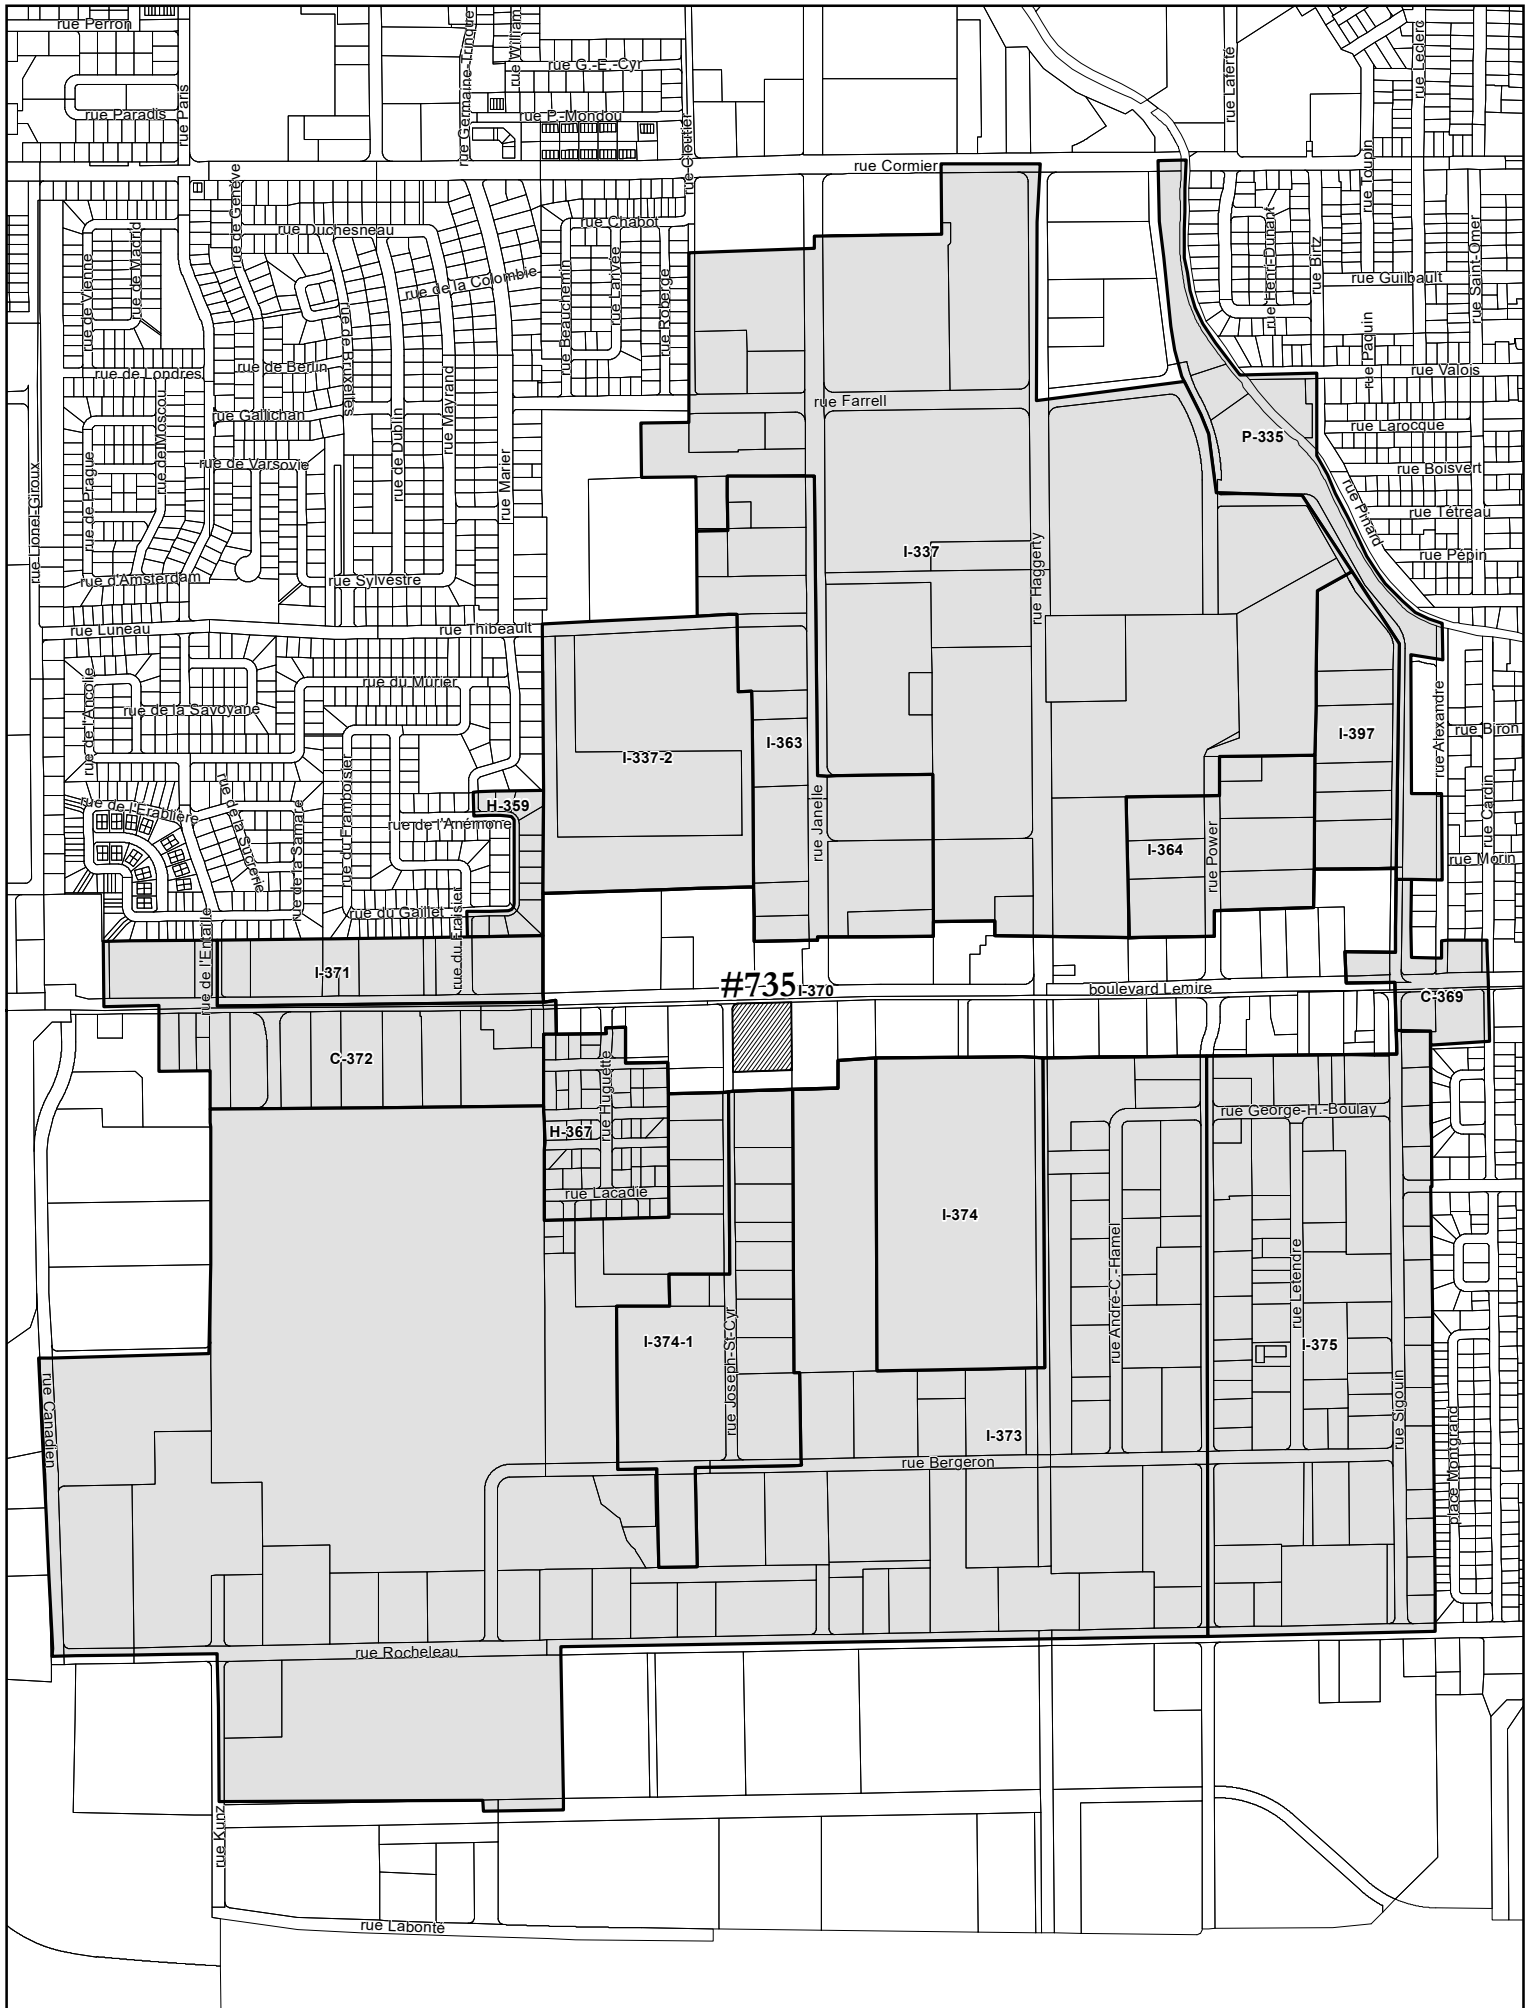 rue Perron
rue Paradis
rue Paris
rue Germaine-Trinque
rue William
rue G.-E.-Cyr
rue P.-Mondou
rue Cloutier
rue Cormier
rue Laferté
rue Leclerc
rue Toupin
rue de Genève
rue Duchesneau
rue de Vienne
rue de Madrid
rue de la Colombie
rue Chabot
rue Beauchemin
rue Larivée
rue Roberge
rue Henri-Dunant
rue Bintz
rue Guilbault
rue Saint-Omer
rue Paquin
rue Valois
rue de Londres
rue de Berlin
rue de Bruxelles
rue Gallichan
rue de Moscou
rue de Dublin
rue Mayrand
rue Farrell
rue Larocque
P-335
rue de Varsovie
rue de Prague
rue Lionel-Giroux
rue Marier
rue Boisvert
rue Pinard
rue Tétreau
rue Pépin
I-337
rue Haggerty
rue d'Amsterdam
rue Sylvestre
rue Luneau
rue Thibeault
rue de l'Ancolie
rue du Mûrier
rue de la Savoyane
I-363
I-337-2
I-397
rue Alexandre
rue Biron
rue de l'Érablière
rue de la Sucrerie
rue de la Samare
rue du Framboisier
H-359
rue de l'Anémone
rue Janelle
I-364
rue Power
rue Cardin
rue Morin
rue du Gaillet
rue du Fraisier
rue de l'Entaille
I-371
#735
I-370
boulevard Lemire
C-369
C-372
rue Huguette
H-367
rue Lacadie
rue George-H.-Boulay
I-374
rue André-C.-Hamel
rue Letendre
I-374-1
rue Joseph-St-Cyr
I-375
rue Canadien
rue Sigouin
place Montgrand
I-373
rue Bergeron
rue Rocheleau
rue Kunz
rue Labonté